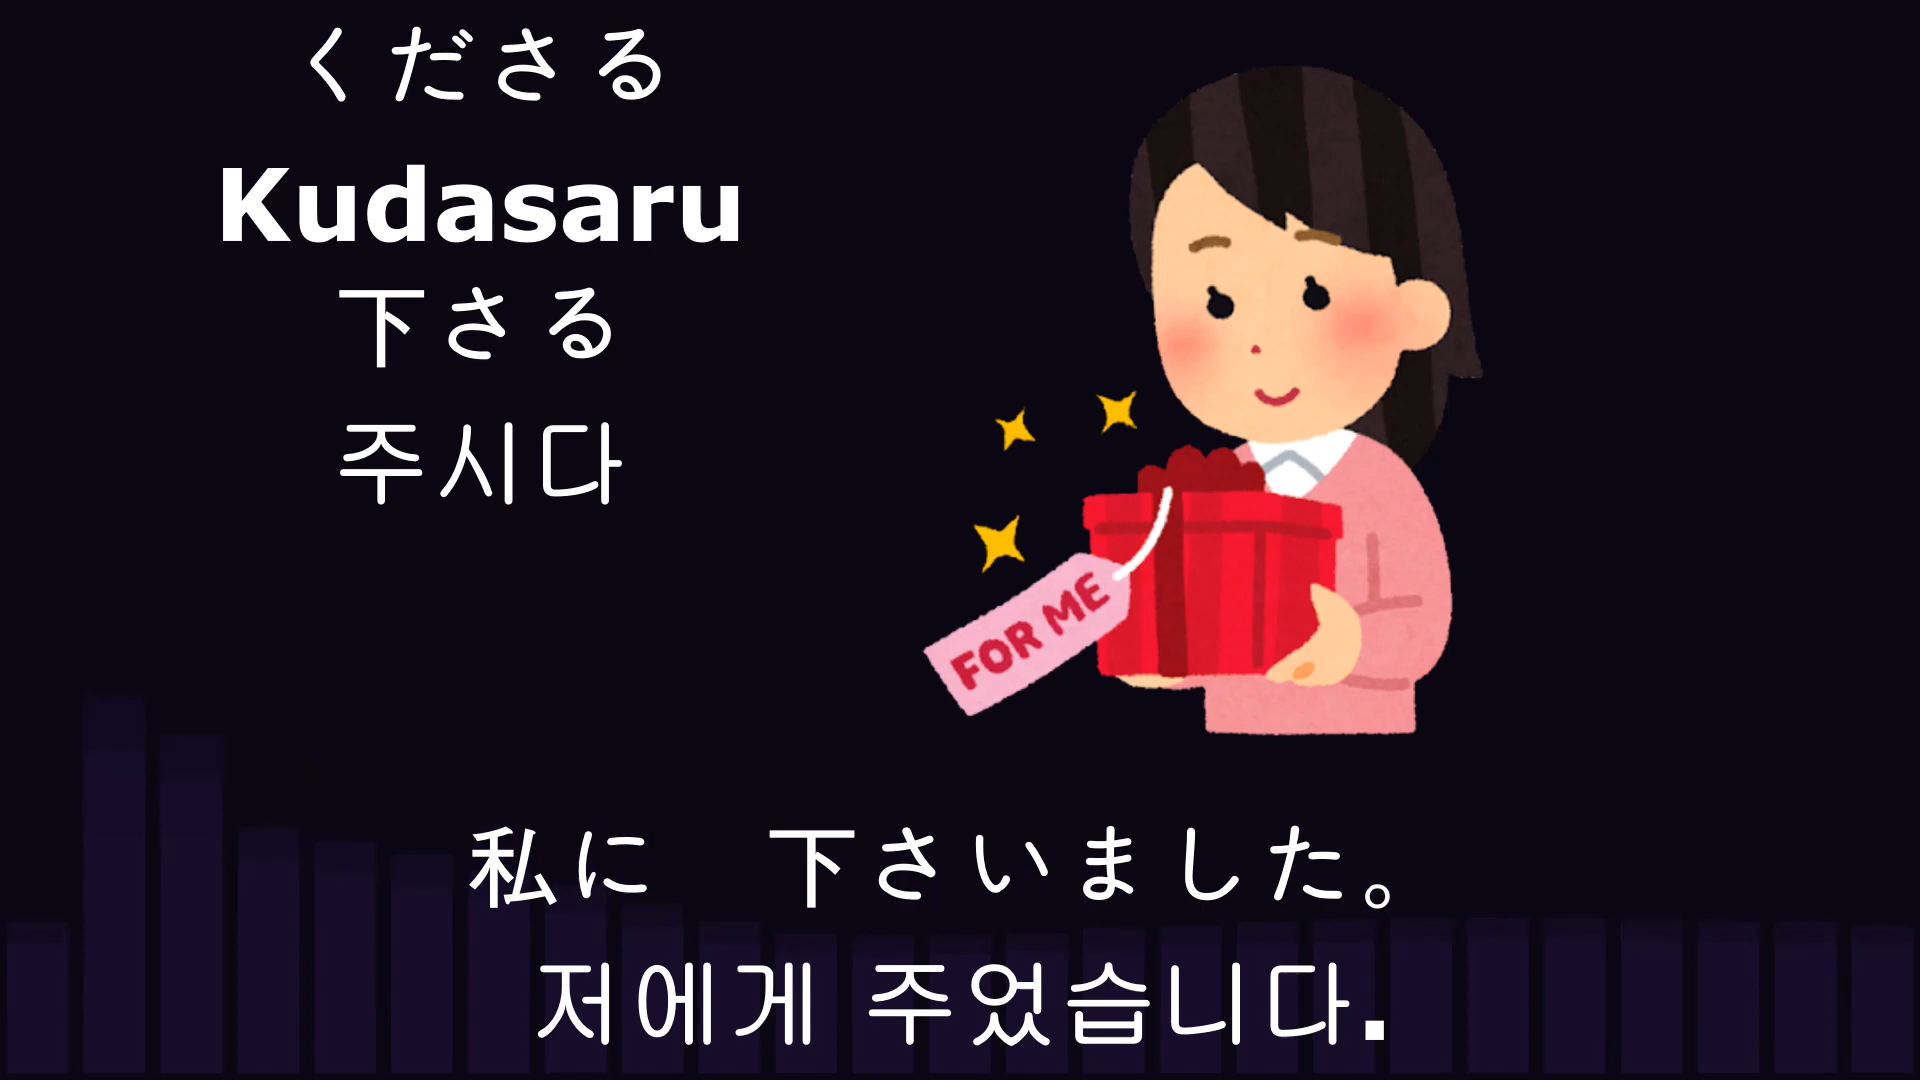 くださる
Kudasaru
下さる
주시다
FOR ME
私に　下さいました。
저에게 주었습니다.